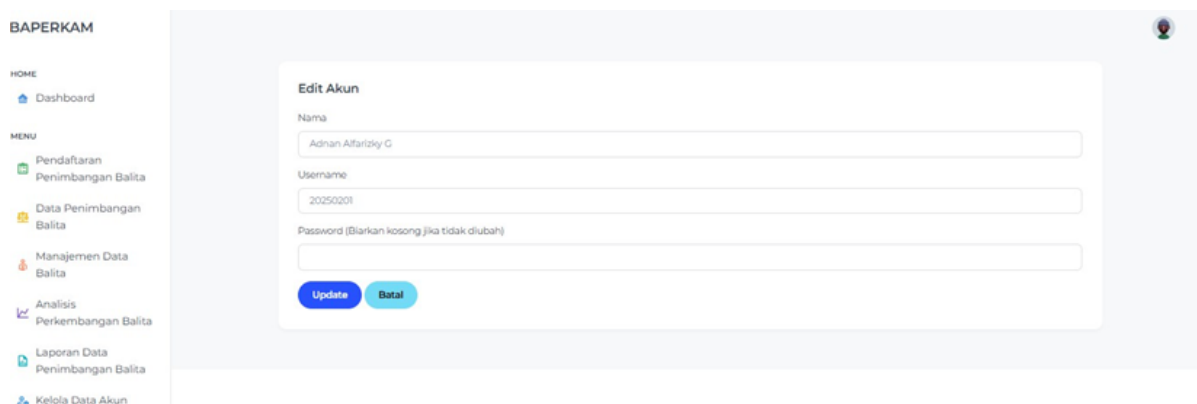 BAPERKAM
HOME
Dashboard
MENU
Pendaftaran
Penimbangan Balita
Data Penimbangan
Balita
Manajemen Data
Balita
Analisis
Perkembangan Balita
Laporan Data
Penimbangan Balita
Kelola Data Akun
Edit Akun
Nama
Adnan Alfarizky G
Username
20250201
Password (Biarkan kosong jika tidak diubah)
Update Batal